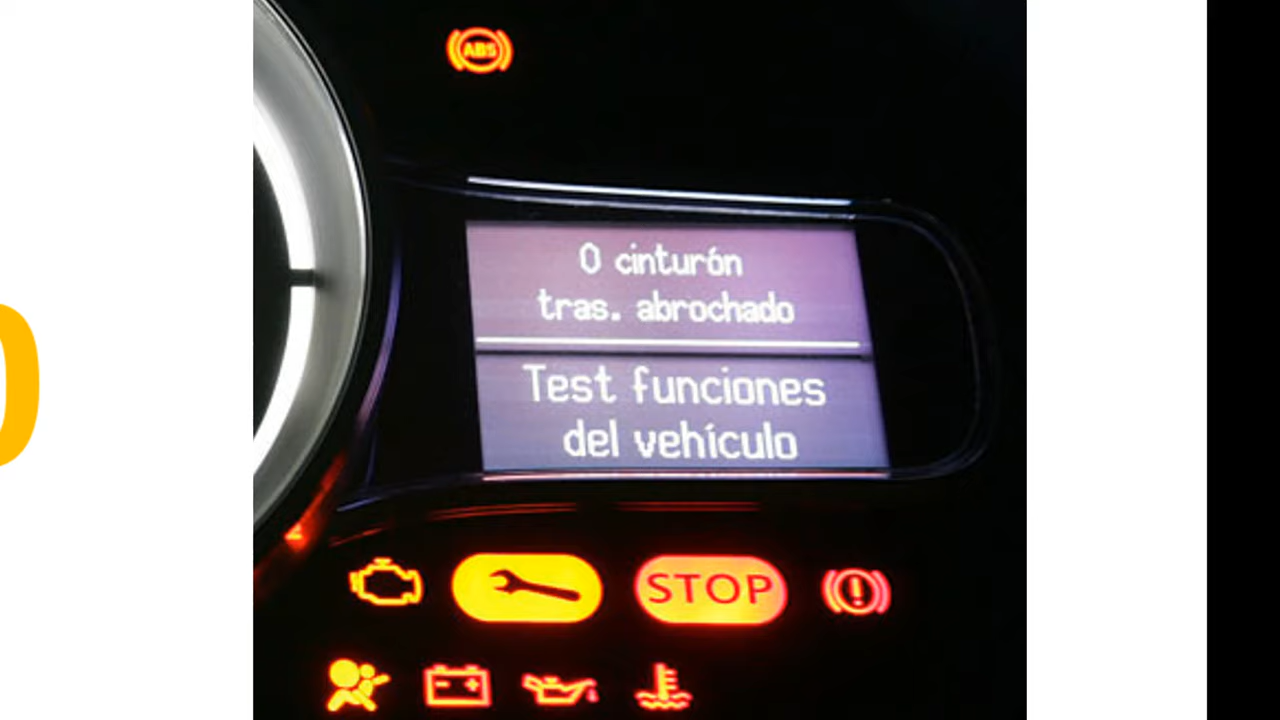 ABS
0 cinturón
tras. abrochado
Test funciones
del vehículo
STOP